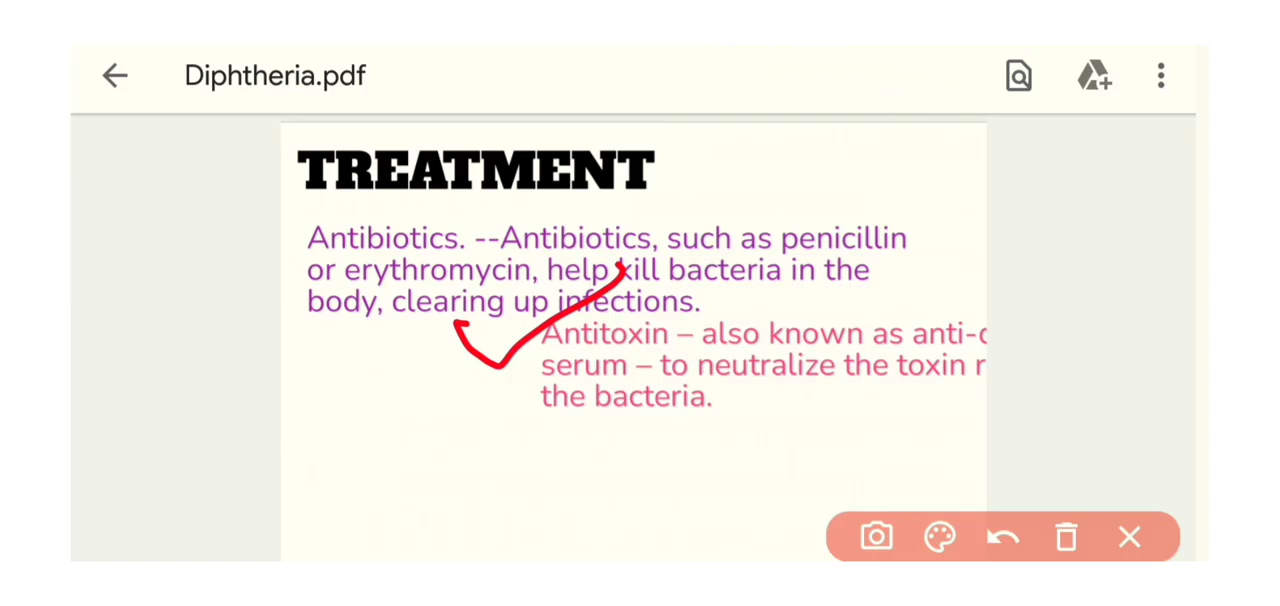 Diphtheria.pdf
TREATMENT
Antibiotics. --Antibiotics, such as penicillin
or erythromycin, help kill bacteria in the
body, clearing up infections.
Antitoxin – also known as anti-
serum – to neutralize the toxin
the bacteria.